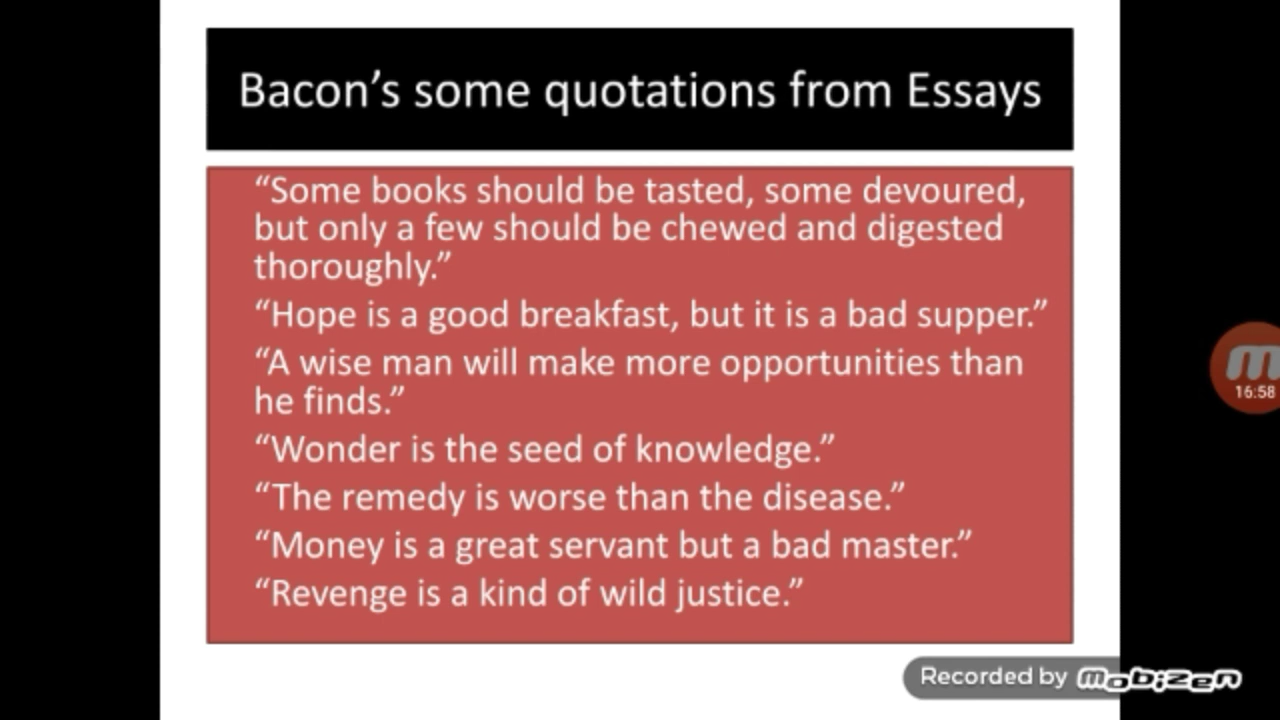 Bacon’s some quotations from Essays
“Some books should be tasted, some devoured,
but only a few should be chewed and digested
thoroughly.”
“Hope is a good breakfast, but it is a bad supper.”
“A wise man will make more opportunities than
he finds.”
“Wonder is the seed of knowledge.”
“The remedy is worse than the disease.”
“Money is a great servant but a bad master.”
“Revenge is a kind of wild justice.”
16:58
Recorded by mobizen